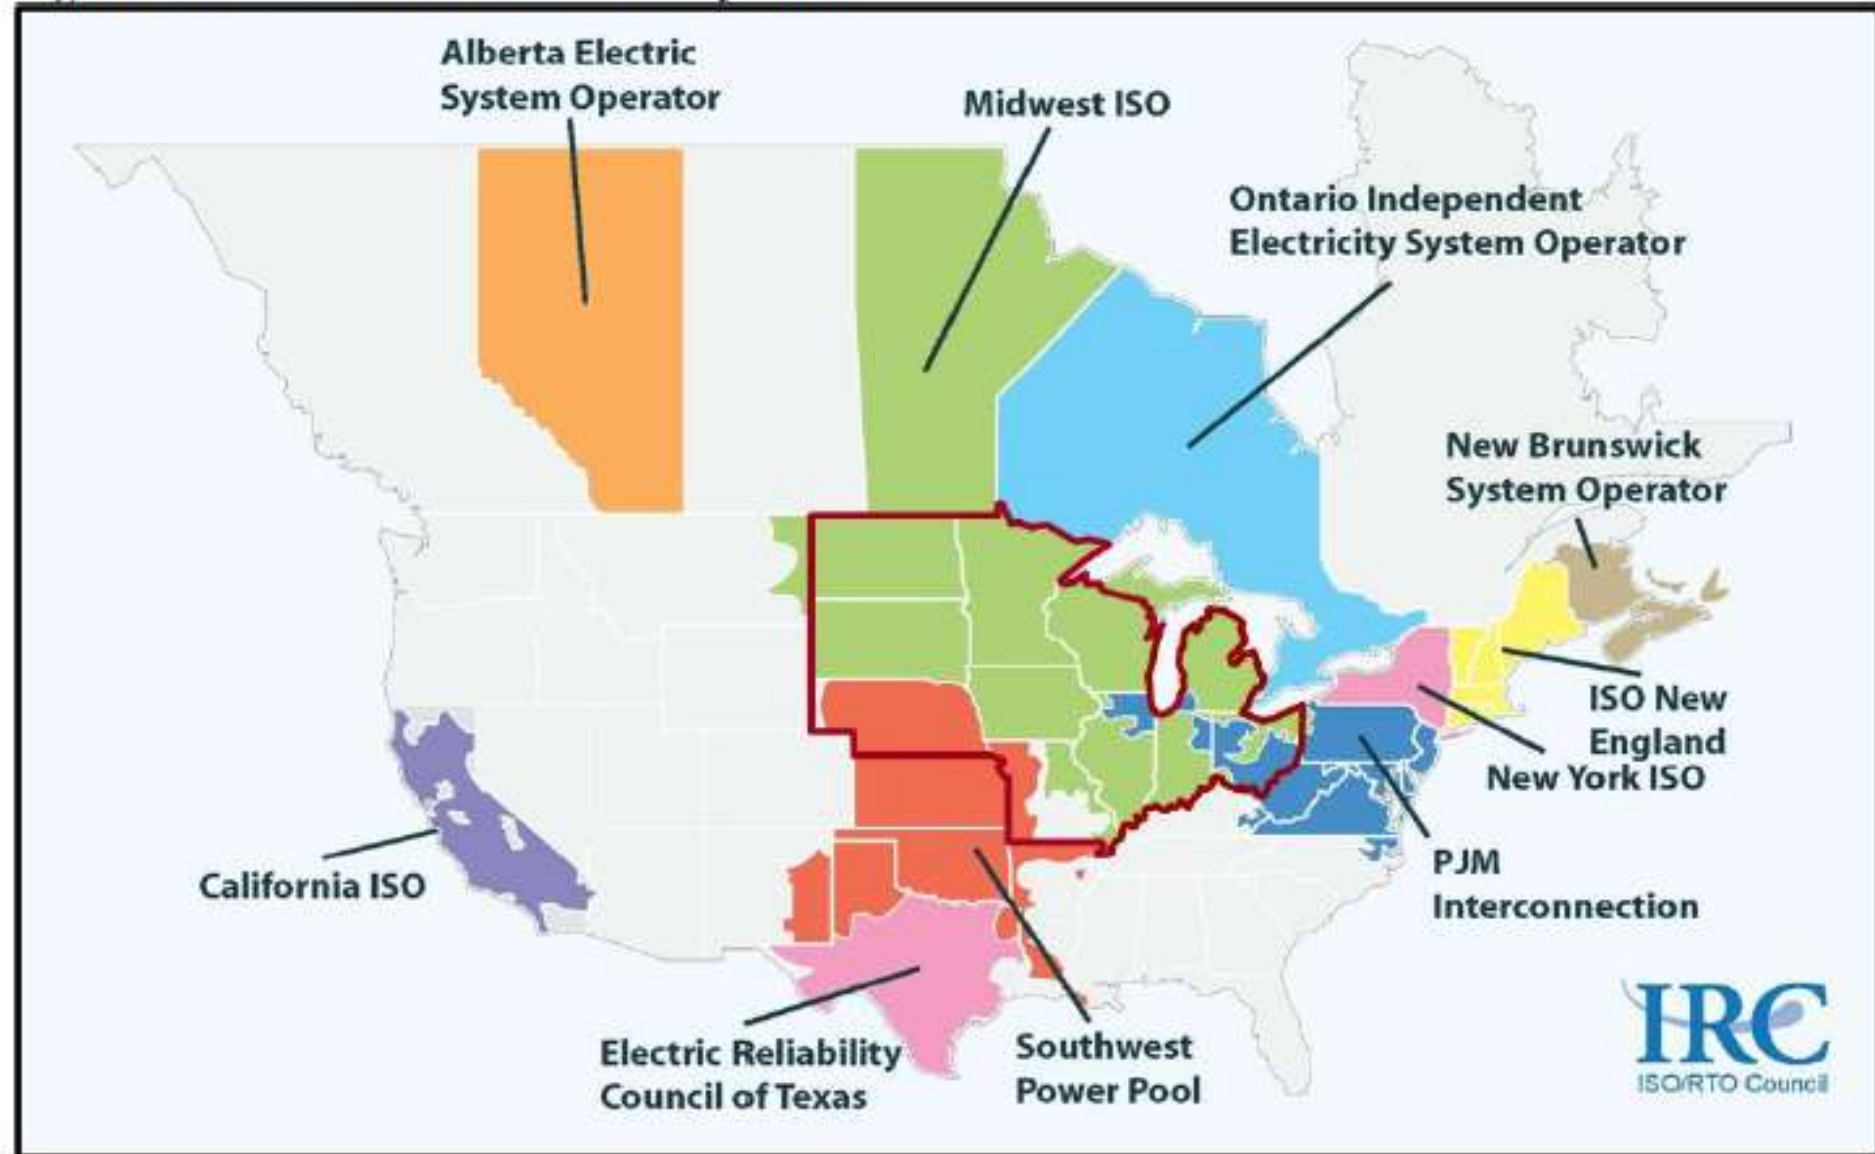 Alberta Electric
System Operator
Midwest ISO
Ontario Independent
Electricity System Operator
New Brunswick
System Operator
ISO New
England
New York ISO
PJM
Interconnection
California ISO
Electric Reliability
Council of Texas
Southwest
Power Pool
IRC
ISO/RTO Council